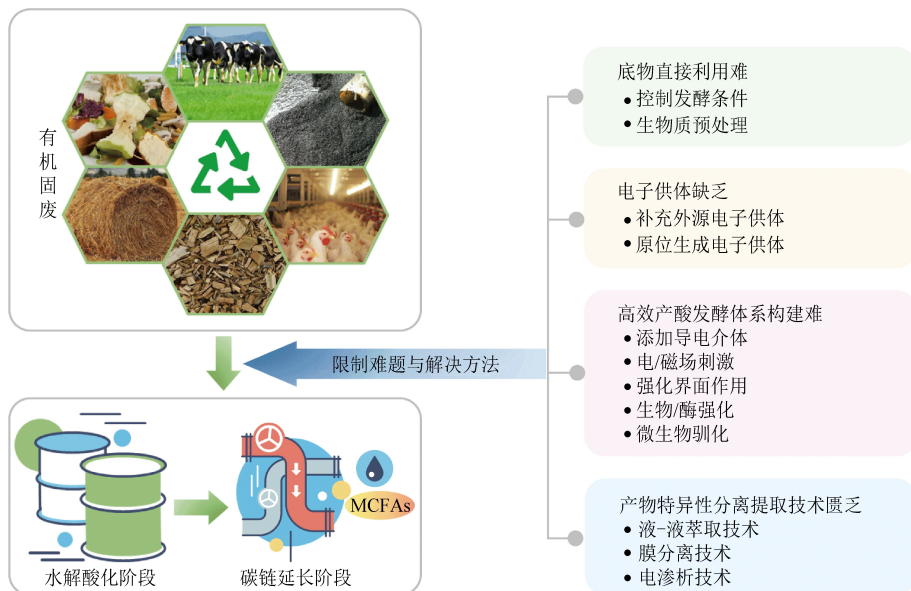 有机固废
限制难题与解决方法
水解酸化阶段
碳链延长阶段
MCFAs
底物直接利用难
• 控制发酵条件
• 生物质预处理
电子供体缺乏
• 补充外源电子供体
• 原位生成电子供体
高效产酸发酵体系构建难
• 添加导电介体
• 电/磁场刺激
• 强化界面作用
• 生物/酶强化
• 微生物驯化
产物特异性分离提取技术匮乏
• 液-液萃取技术
• 膜分离技术
• 电渗析技术